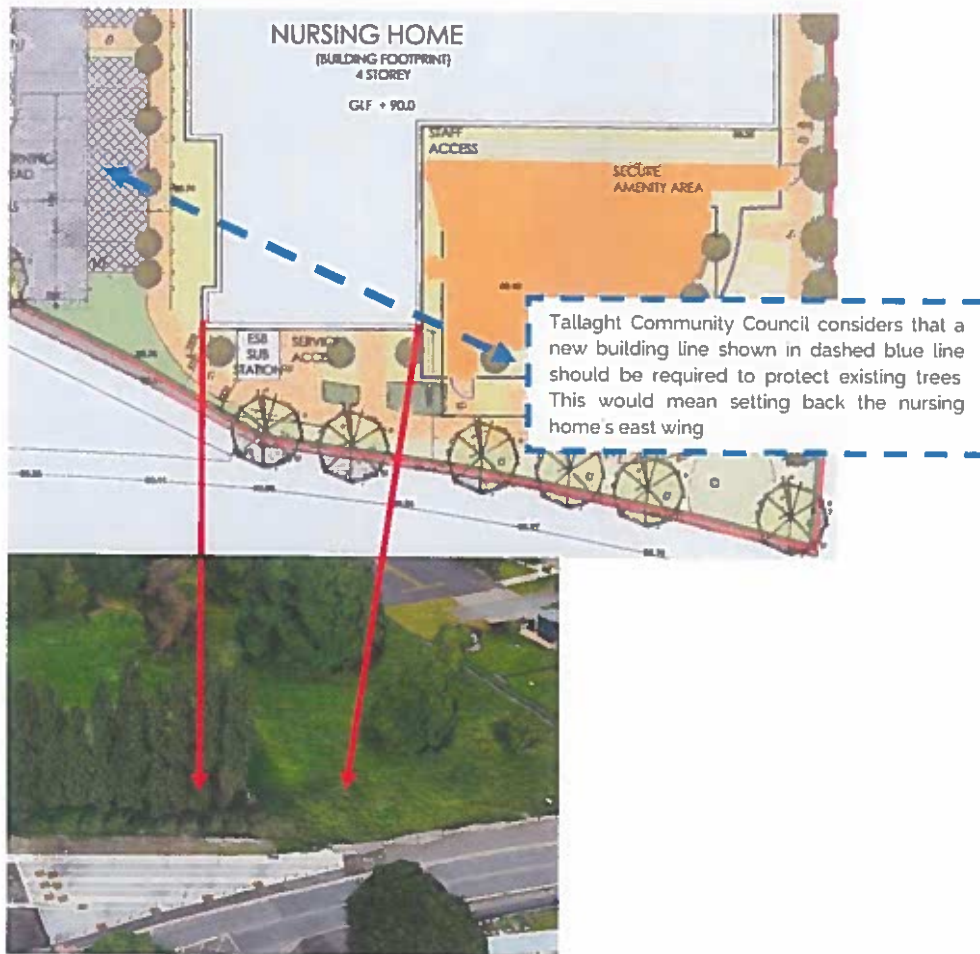 NURSING HOME
(BUILDING FOOTPRINT)
4 STOREY
GLF + 90.0
STAFF
ACCESS
SECURE
AMENITY AREA
ESB
SUB
STATION
SERVICE
ACCESS
Tallaght Community Council considers that a
new building line shown in dashed blue line
should be required to protect existing trees
This would mean setting back the nursing
home's east wing